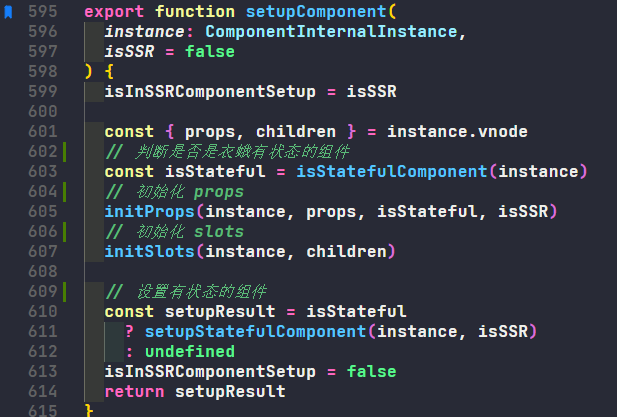 595 export function setupComponent(
596   instance: ComponentInternalInstance,
597   isSSR = false
598 ) {
599   isInSSRComponentSetup = isSSR
600
601   const { props, children } = instance.vnode
602   // 判断是否是衣娥有状态的组件
603   const isStateful = isStatefulComponent(instance)
604   // 初始化 props
605   initProps(instance, props, isStateful, isSSR)
606   // 初始化 slots
607   initSlots(instance, children)
608
609   // 设置有状态的组件
610   const setupResult = isStateful
611     ? setupStatefulComponent(instance, isSSR)
612     : undefined
613   isInSSRComponentSetup = false
614   return setupResult
615 }